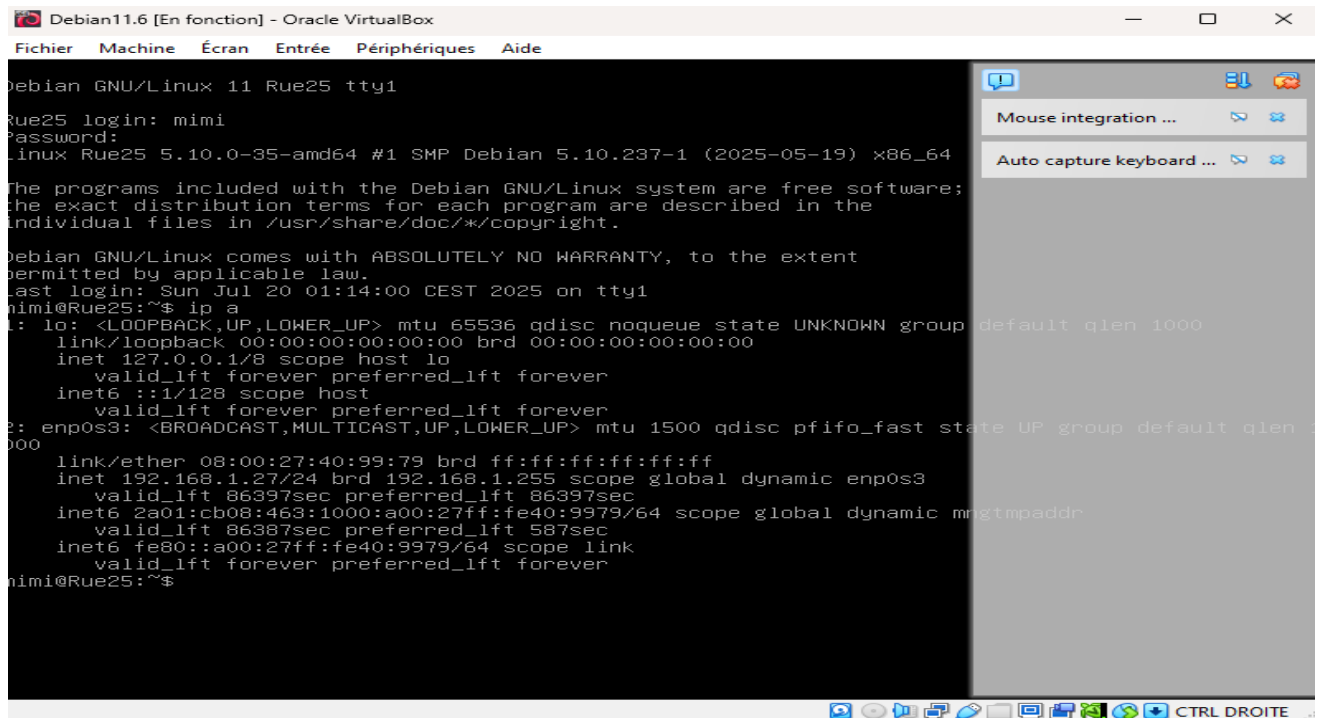 Debian11.6 [En fonction] - Oracle VirtualBox
Fichier Machine Écran Entrée Périphériques Aide
Debian GNU/Linux 11 Rue25 tty1
Rue25 login: mimi
Password:
Linux Rue25 5.10.0-35-amd64 #1 SMP Debian 5.10.237-1 (2025-05-19) x86_64
The programs included with the Debian GNU/Linux system are free software;
the exact distribution terms for each program are described in the
individual files in /usr/share/doc/*/copyright.
Debian GNU/Linux comes with ABSOLUTELY NO WARRANTY, to the extent
permitted by applicable law.
Last login: Sun Jul 20 01:14:00 CEST 2025 on tty1
mimi@Rue25:~$ ip a
1: lo: <LOOPBACK,UP,LOWER_UP> mtu 65536 qdisc noqueue state UNKNOWN group default qlen 1000
link/loopback 00:00:00:00:00:00 brd 00:00:00:00:00:00
inet 127.0.0.1/8 scope host lo
valid_lft forever preferred_lft forever
inet6 ::1/128 scope host
valid_lft forever preferred_lft forever
2: enp0s3: <BROADCAST,MULTICAST,UP,LOWER_UP> mtu 1500 qdisc pfifo_fast state UP group default qlen 1
000
link/ether 08:00:27:40:99:79 brd ff:ff:ff:ff:ff:ff
inet 192.168.1.27/24 brd 192.168.1.255 scope global dynamic enp0s3
valid_lft 86397sec preferred_lft 86397sec
inet6 2a01:cb08:463:1000:a00:27ff:fe40:9979/64 scope global dynamic mngtmpaddr
valid_lft 86387sec preferred_lft 587sec
inet6 fe80::a00:27ff:fe40:9979/64 scope link
valid_lft forever preferred_lft forever
mimi@Rue25:~$
Mouse integration ...
Auto capture keyboard ...
CTRL DROITE